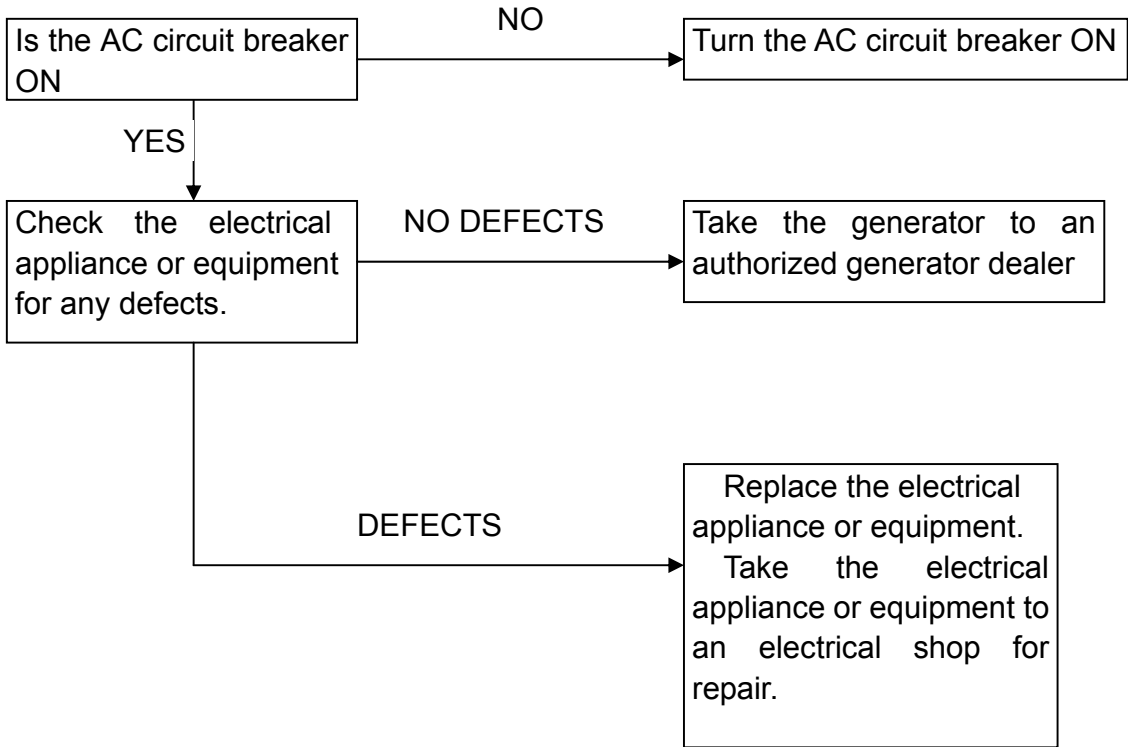 NO
Is the AC circuit breaker
ON
Turn the AC circuit breaker ON
YES
Check the electrical
appliance or equipment
for any defects.
NO DEFECTS
Take the generator to an
authorized generator dealer
DEFECTS
Replace the electrical
appliance or equipment.
Take the electrical
appliance or equipment to
an electrical shop for
repair.